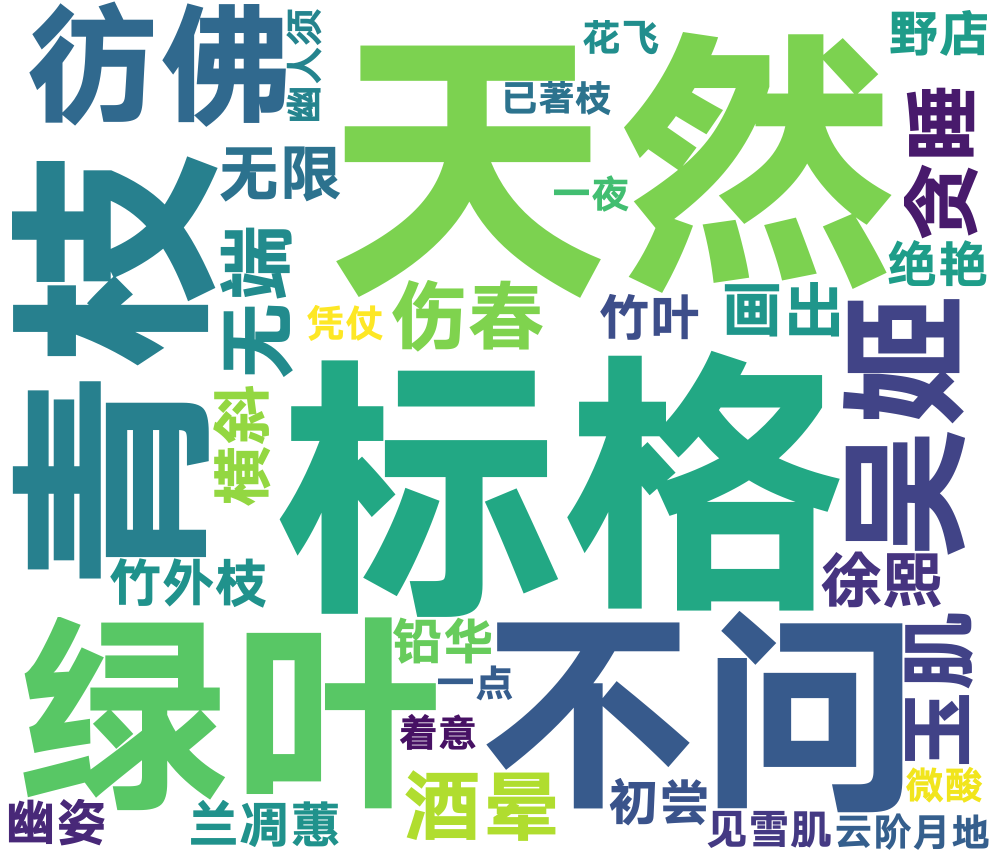 彷佛
幽人须
天然
花飞
野店
已著枝
贪睡
无限
一夜
青枝
无端
绝艳
凭仗
伤春
竹叶
画出
吴姬
横斜
标格
竹外枝
徐熙
绿叶
铅华
不问
玉肌
一点
着意
酒晕
初尝
微酸
幽姿
兰凋蕙
见雪肌
云阶月地